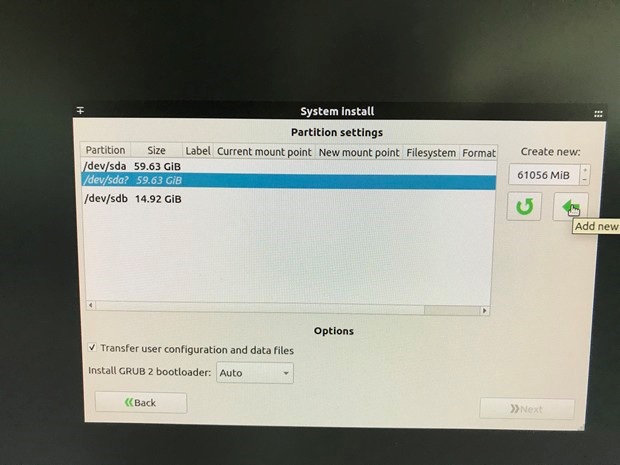 System install
Partition settings
Partition Size Label Current mount point New mount point Filesystem Format
/dev/sda 59.63 GiB
/dev/sda? 59.63 GiB
/dev/sdb 14.92 GiB
Create new:
61056 MiB
Add new
Options
Transfer user configuration and data files
Install GRUB 2 bootloader: Auto
Back
Next